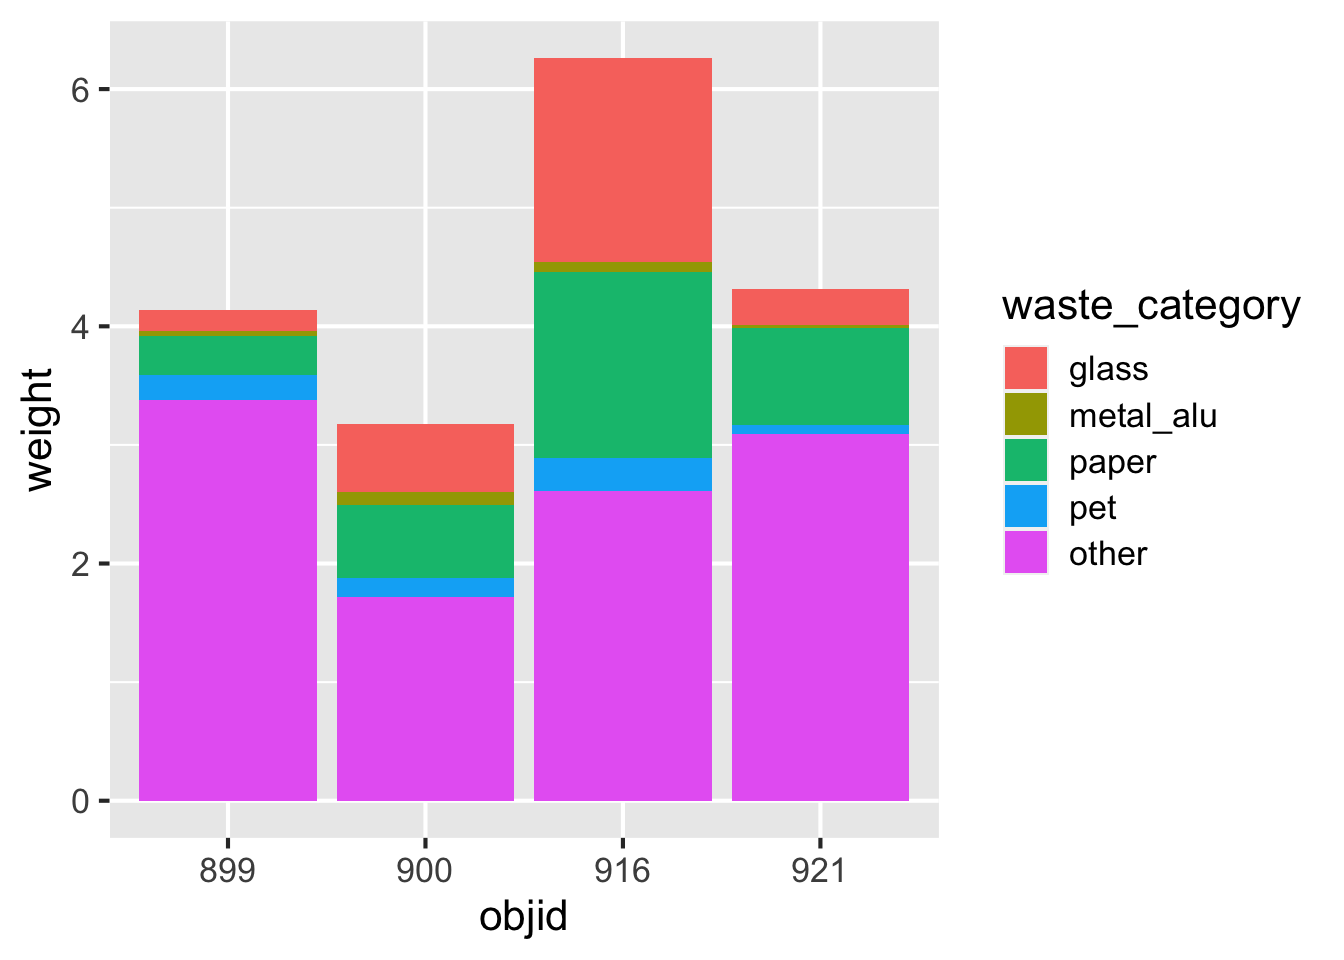 weight
6
4
2
0
899 900 916 921
objid
waste_category
glass
metal_alu
paper
pet
other